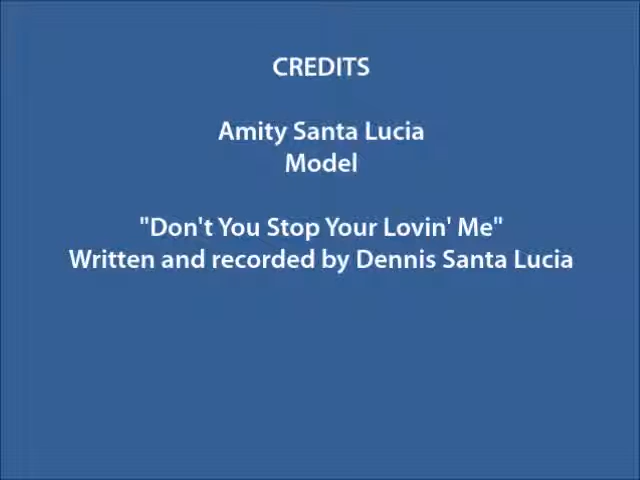 CREDITS
Amity Santa Lucia
Model
"Don't You Stop Your Lovin' Me"
Written and recorded by Dennis Santa Lucia